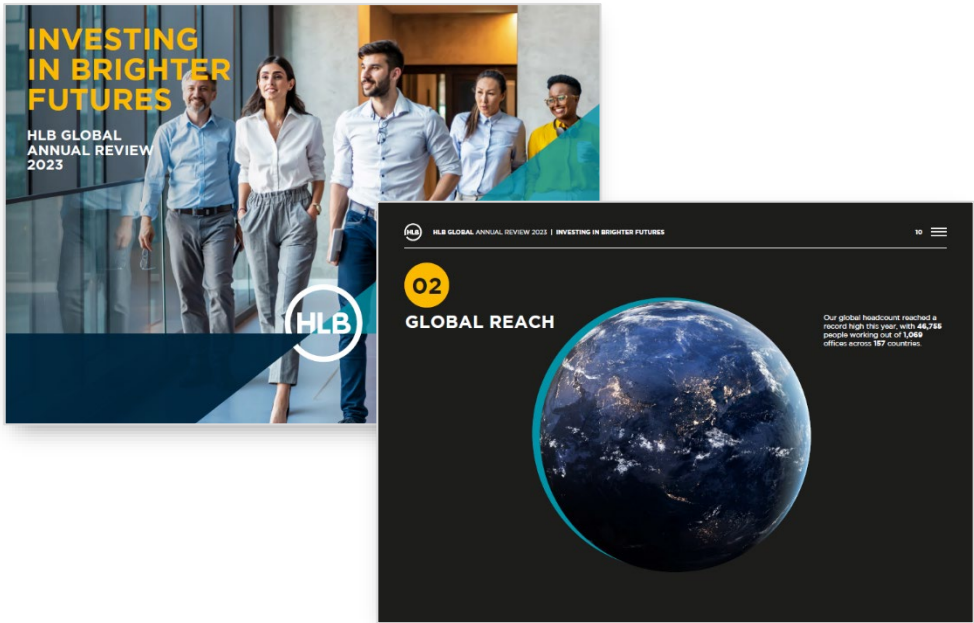 INVESTING
IN BRIGHTER
FUTURES
HLB GLOBAL
ANNUAL REVIEW
2023
HLB
HLB
HLB GLOBAL ANNUAL REVIEW 2023 | INVESTING IN BRIGHTER FUTURES
10
02
GLOBAL REACH
Our global headcount reached a
record high this year, with 46,755
people working out of 1,069
offices across 157 countries.